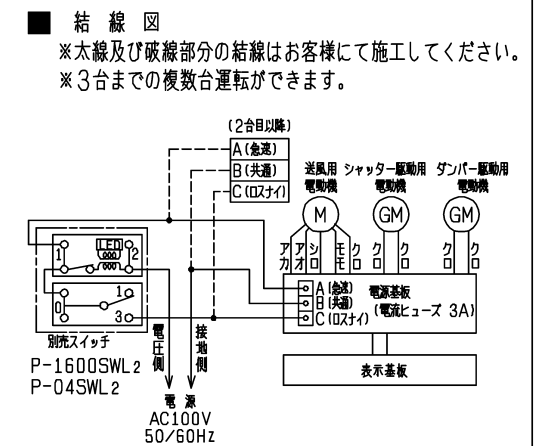 ■ 結線図
※太線及び破線部分の結線はお客様にて施工してください。
※３台までの複数台運転ができます。
(２台目以降)
A(急速)
B(共通)
C(ロスナイ)
送風用
電動機
シャッター駆動用
電動機
ダンパー駆動用
電動機
M
GM
GM
アカ
アオ
シロ
モモ
クロ
クロ
クロ
クロ
クロ
LED
1
2
0
1
3
A(急速)
B(共通)
C(ロスナイ)
電源基板
(電流ヒューズ 3A)
表示基板
別売スイッチ
P-1600SWL2
P-04SWL2
電圧側
接地側
電源
AC100V
50/60Hz